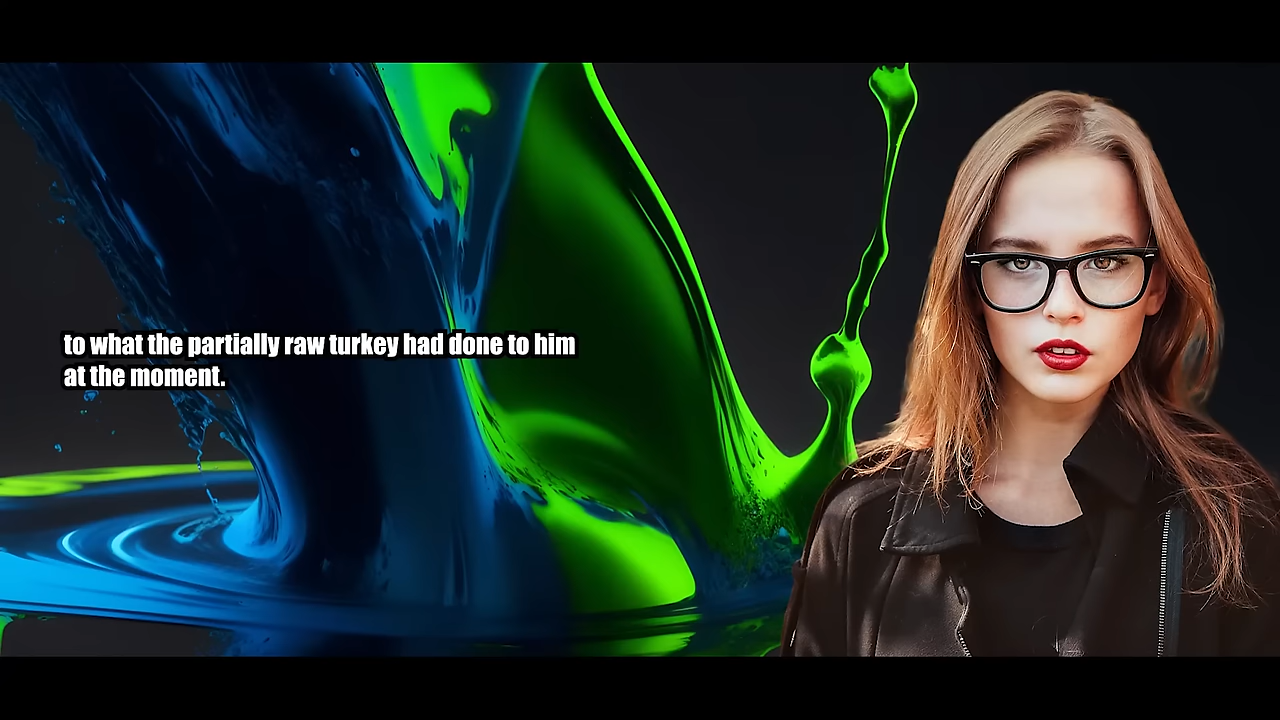 to what the partially raw turkey had done to him
at the moment.